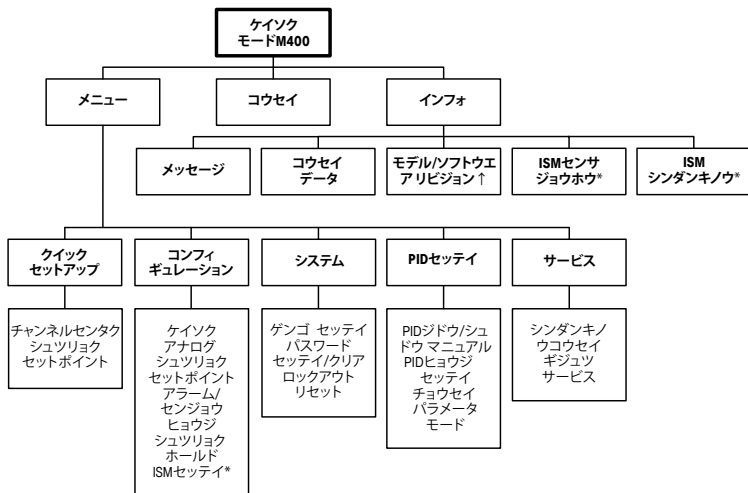 ケイソク
モードM400
メニュー
コウセイ
インフォ
メッセージ
コウセイ
データ
モデル/ソフトウエ
ア リビジョン↑
ISMセンサ
ジョウホウ*
ISM
シンダンキノウ*
クイック
セットアップ
コンフィ
ギュレーション
システム
PIDセッテイ
サービス
チャンネルセンタク
シュツリョク
セットポイント
ケイソク
アナログ
シュツリョク
セットポイント
アラーム/
センジョウ
ヒョウジ
シュツリョク
ホールド
ISMセッテイ*
ゲンゴ セッテイ
パスワード
セッテイ/クリア
ロックアウト
リセット
PIDジドウ/シュ
ドウ マニュアル
PIDヒョウジ
セッテイ
チョウセイ
パラメータ
モード
シンダンキノ
ウコウセイ
ギジュツ
サービス